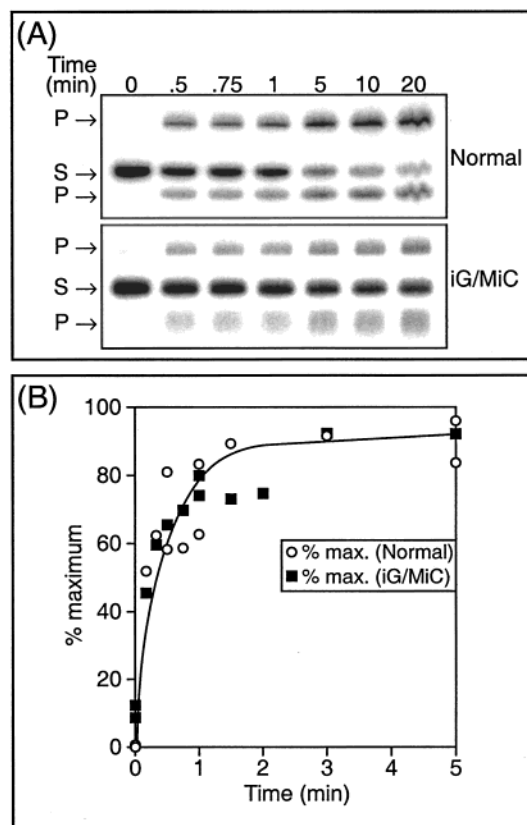 (A)
Time (min) 0 .5 .75 1 5 10 20
P →
S →
P →
Normal
P →
S →
P →
iG/MiC
(B)
% maximum
100
80
60
40
20
0
0 1 2 3 4 5
Time (min)
% max. (Normal)
% max. (iG/MiC)